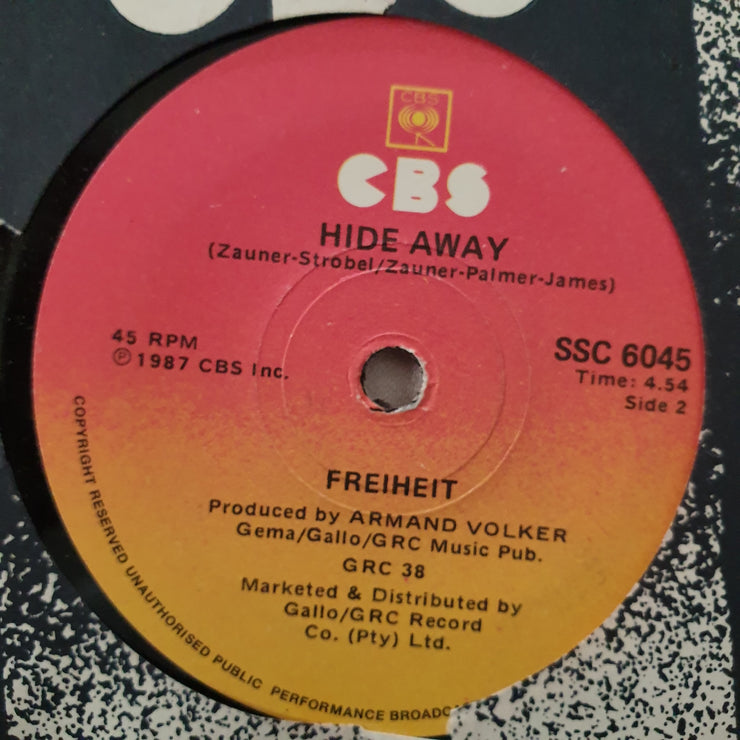 CBS
CBS
HIDE AWAY
(Zauner-Strobel/Zauner-Palmer-James)
45 RPM
℗ 1987 CBS Inc.
SSC 6045
Time: 4.54
Side 2
FREIHEIT
Produced by ARMAND VOLKER
Gema/Gallo/GRC Music Pub.
GRC 38
Marketed & Distributed by
Gallo/GRC Record
Co. (Pty) Ltd.
COPYRIGHT RESERVED UNAUTHORISED PUBLIC PERFORMANCE BROADC